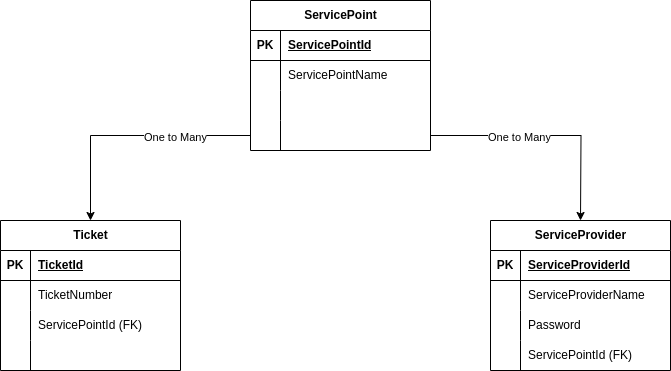 ServicePoint
PK ServicePointId
ServicePointName
One to Many
One to Many
Ticket
PK TicketId
TicketNumber
ServicePointId (FK)
ServiceProvider
PK ServiceProviderId
ServiceProviderName
Password
ServicePointId (FK)